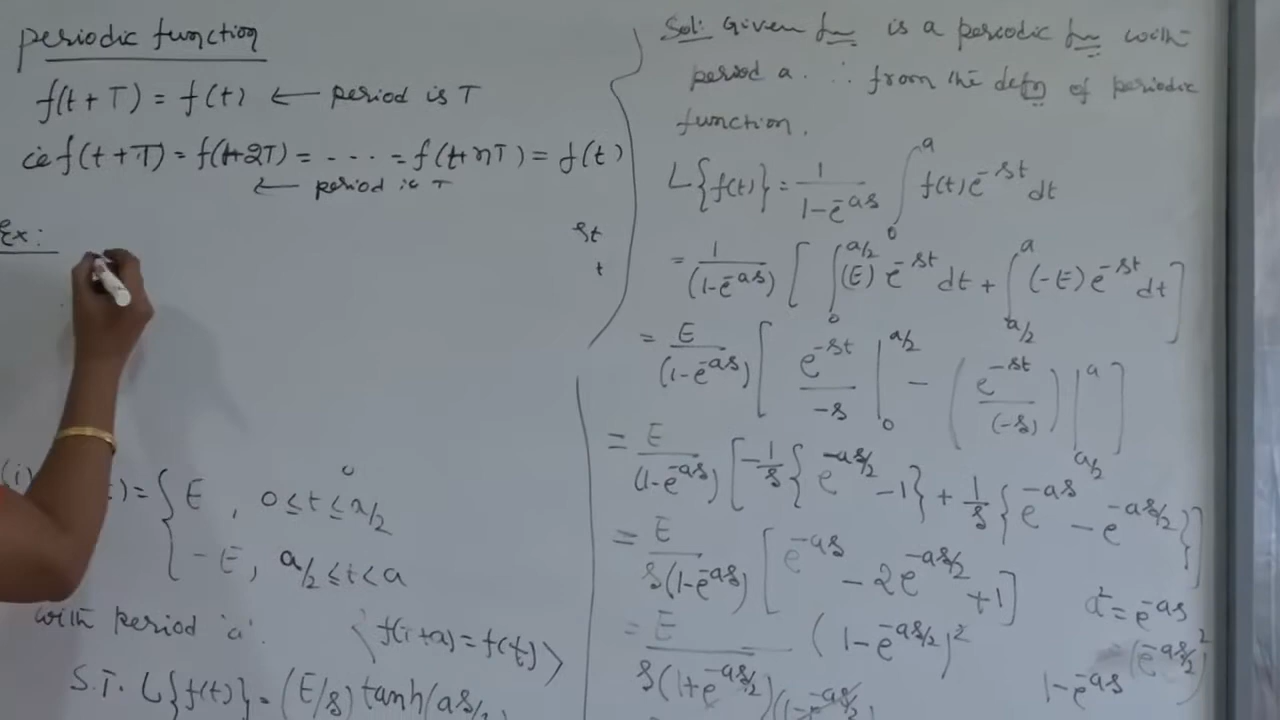 periodic function
f(t+T) = f(t) ← period is T
ie f(t+T) = f(t+2T) = ..... = f(t+nT) = f(t)
← period is T
Ex:
st
t
(i) t) = { E , 0 ≤ t ≤ a/2
- E, a/2 ≤ t < a
with period 'a'. < f(t+a) = f(t) >
S.T. L{f(t)} = (E/s) tanh(as/
Sol: Given fn is a periodic fn with
period a. ∴ from the defn of periodic
function.
L{f(t)} = 1/(1-e^-as) ∫_0^a f(t) e^-st dt
= 1/(1-e^-as) [ ∫_0^a/2 (E) e^-st dt + ∫_a/2^a (-E) e^-st dt ]
= E/(1-e^-as) [ e^-st/-s |_0^a/2 - ( e^-st/(-s) ) |_a/2^a ]
= E/(1-e^-as) [ -1/s { e^-as/2 - 1 } + 1/s { e^-as - e^-as/2 } ]
= E/s(1-e^-as) [ e^-as - 2e^-as/2 + 1 ]
= E/s(1+e^-as/2)(1-e^-as/2) (1-e^-as/2)^2
a^2 = e^-as
= (e^-as/2)^2
1-e^-as